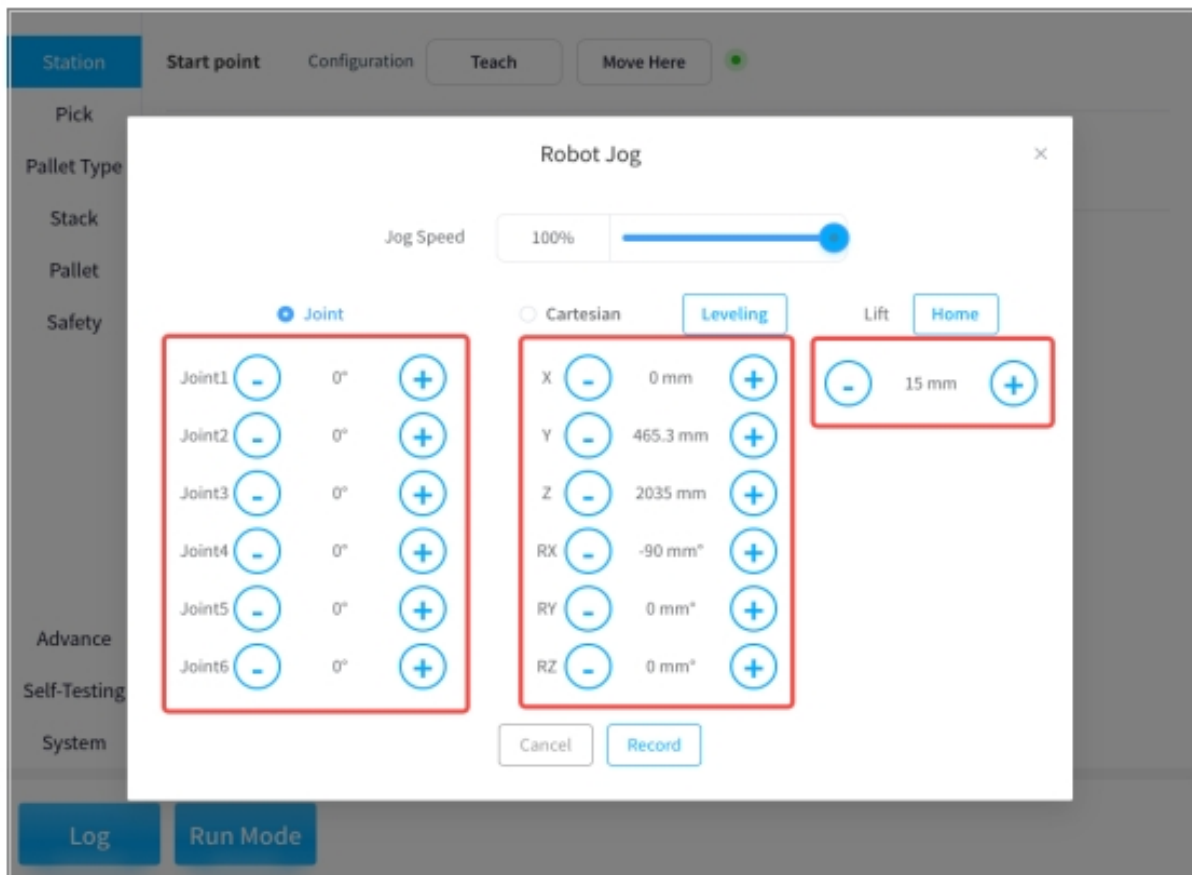 Station
Start point Configuration Teach Move Here
Pick
Pallet Type
Stack
Pallet
Safety
Advance
Self-Testing
System
Robot Jog ×
Jog Speed 100%
Joint
Joint1 - 0° +
Joint2 - 0° +
Joint3 - 0° +
Joint4 - 0° +
Joint5 - 0° +
Joint6 - 0° +
Cartesian Leveling
X - 0 mm +
Y - 465.3 mm +
Z - 2035 mm +
RX - -90 mm° +
RY - 0 mm° +
RZ - 0 mm° +
Lift Home
- 15 mm +
Cancel Record
Log Run Mode